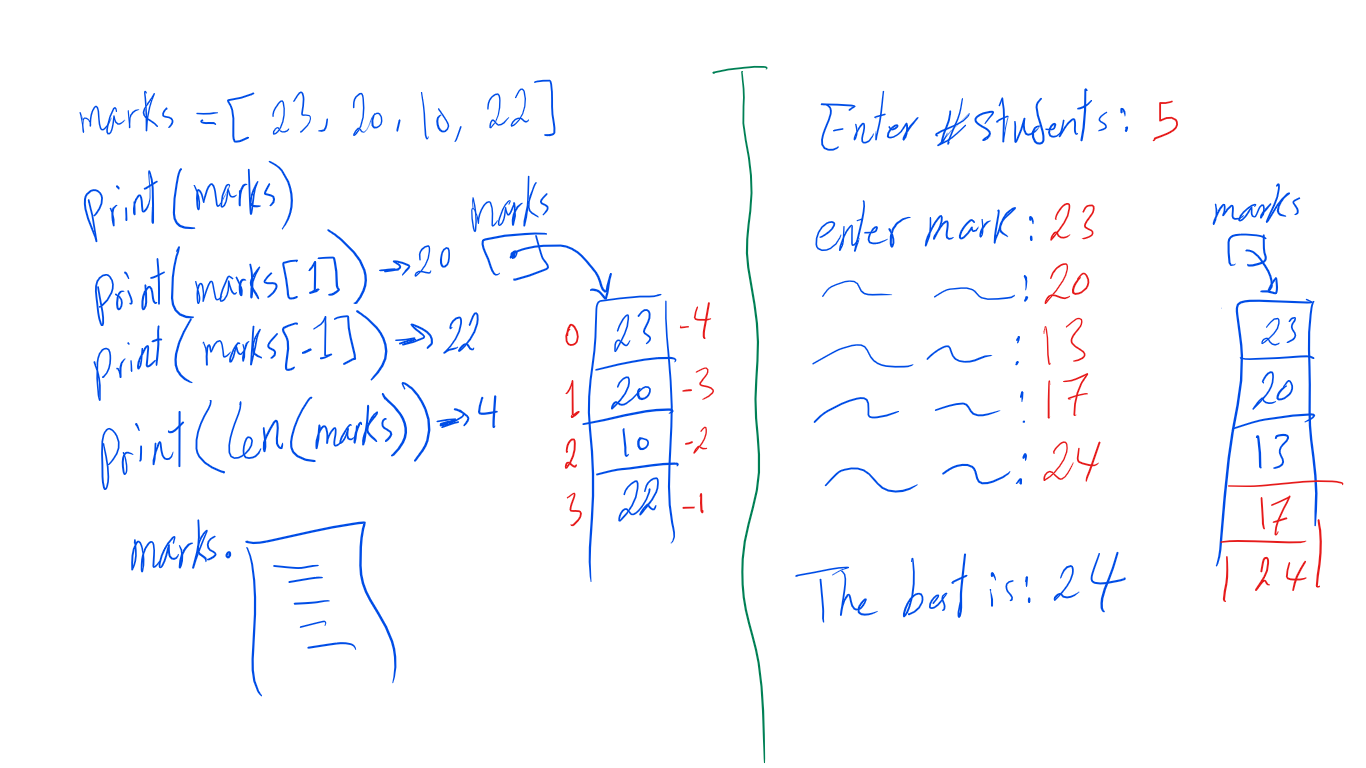 marks = [ 23, 20, 10, 22 ]
print(marks)
print(marks[1]) → 20
print(marks[-1]) → 22
print(len(marks)) → 4
marks.
marks
0 23 -4
1 20 -3
2 10 -2
3 22 -1
Enter #students: 5
enter mark: 23
: 20
: 13
: 17
: 24
The best is: 24
marks
23
20
13
17
24